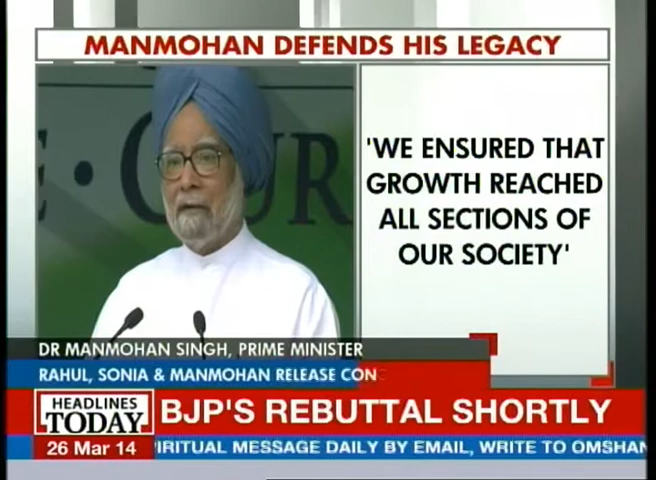 MANMOHAN DEFENDS HIS LEGACY
'WE ENSURED THAT
GROWTH REACHED
ALL SECTIONS OF
OUR SOCIETY'
DR MANMOHAN SINGH, PRIME MINISTER
RAHUL, SONIA & MANMOHAN RELEASE CON
HEADLINES
TODAY
BJP'S REBUTTAL SHORTLY
26 Mar 14
IRITUAL MESSAGE DAILY BY EMAIL, WRITE TO OMSHAN